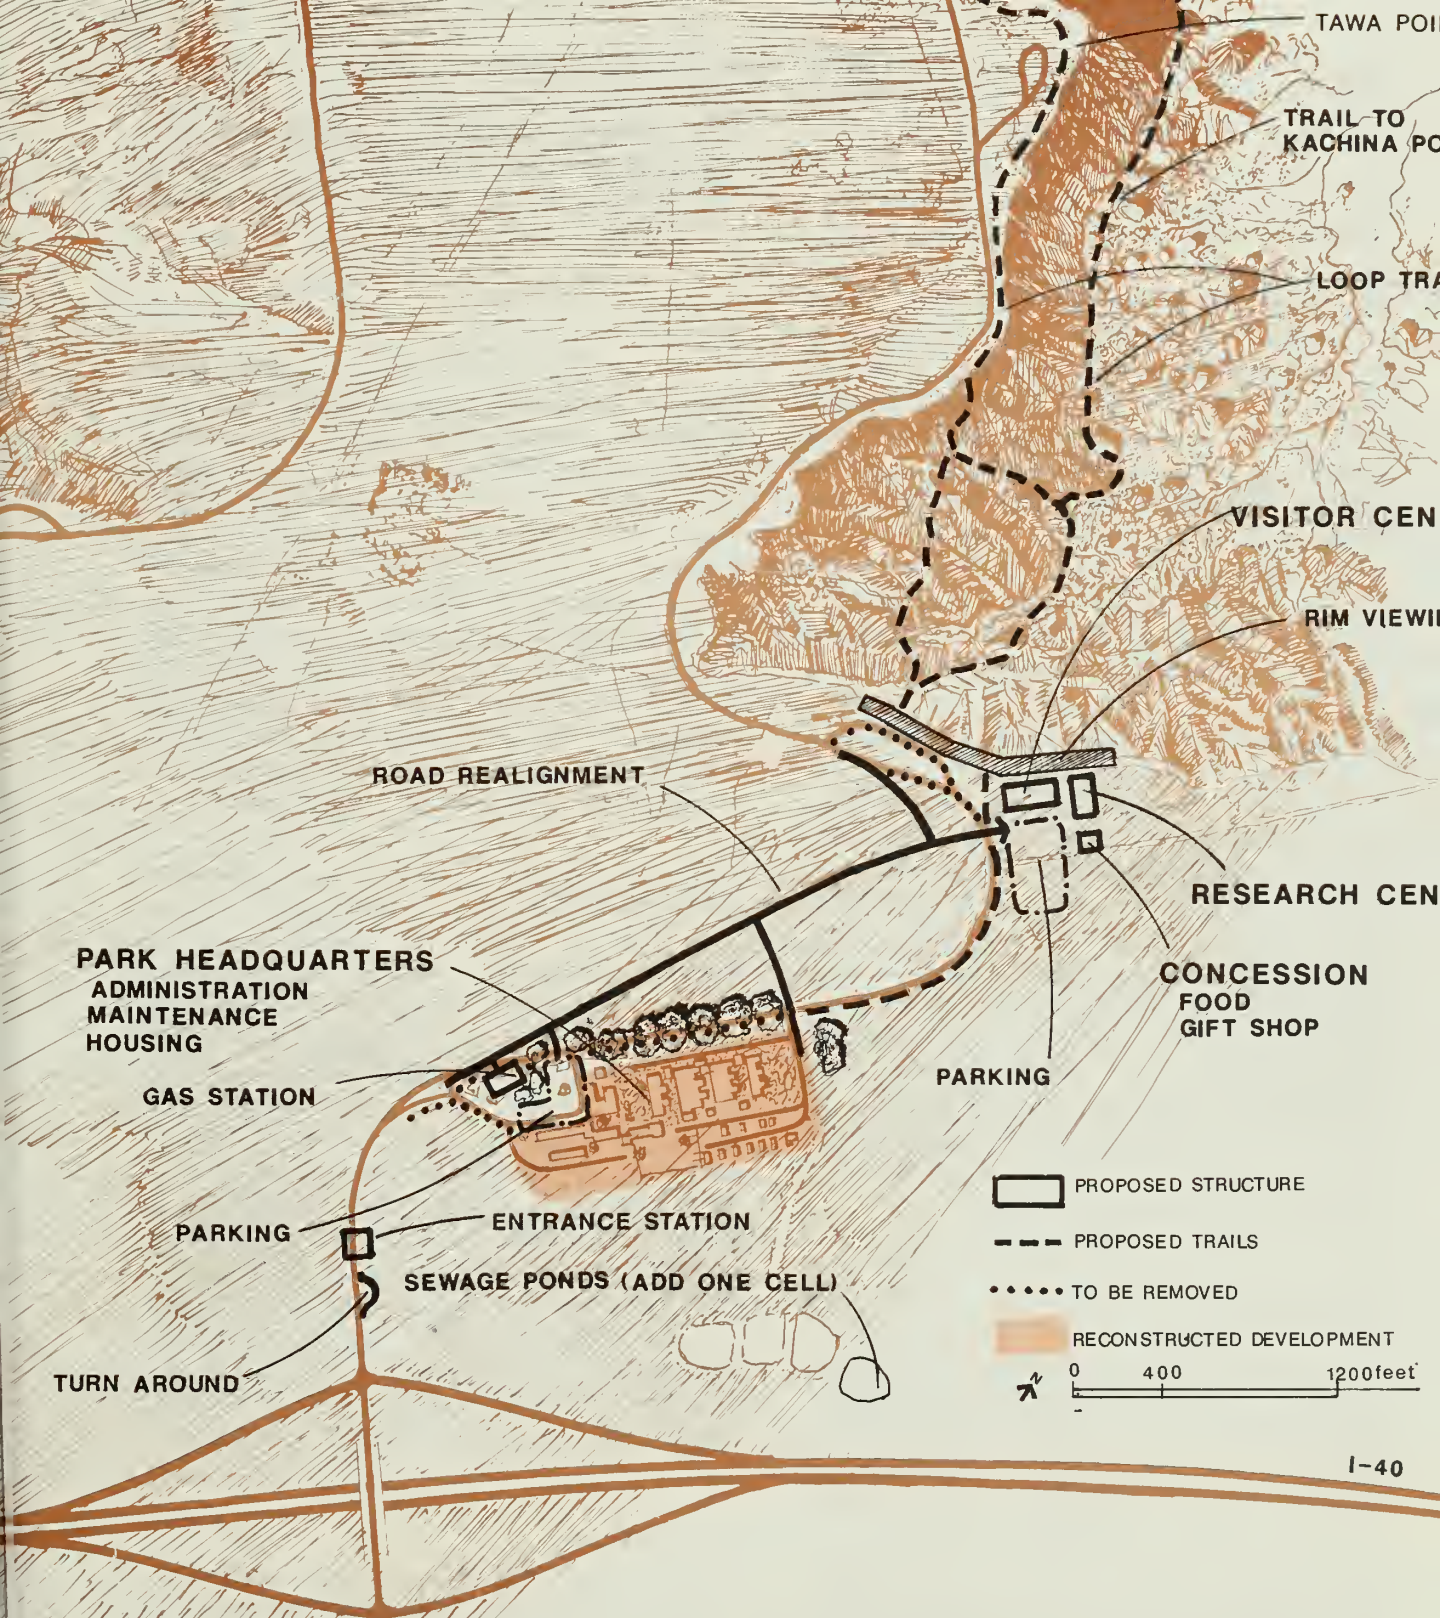 TAWA POI
TRAIL TO
KACHINA PO
LOOP TRA
VISITOR CEN
RIM VIEWI
ROAD REALIGNMENT
RESEARCH CEN
PARK HEADQUARTERS
ADMINISTRATION
MAINTENANCE
HOUSING
CONCESSION
FOOD
GIFT SHOP
GAS STATION
PARKING
PARKING
ENTRANCE STATION
SEWAGE PONDS (ADD ONE CELL)
TURN AROUND
PROPOSED STRUCTURE
PROPOSED TRAILS
TO BE REMOVED
RECONSTRUCTED DEVELOPMENT
N
0 400 1200 feet
I-40